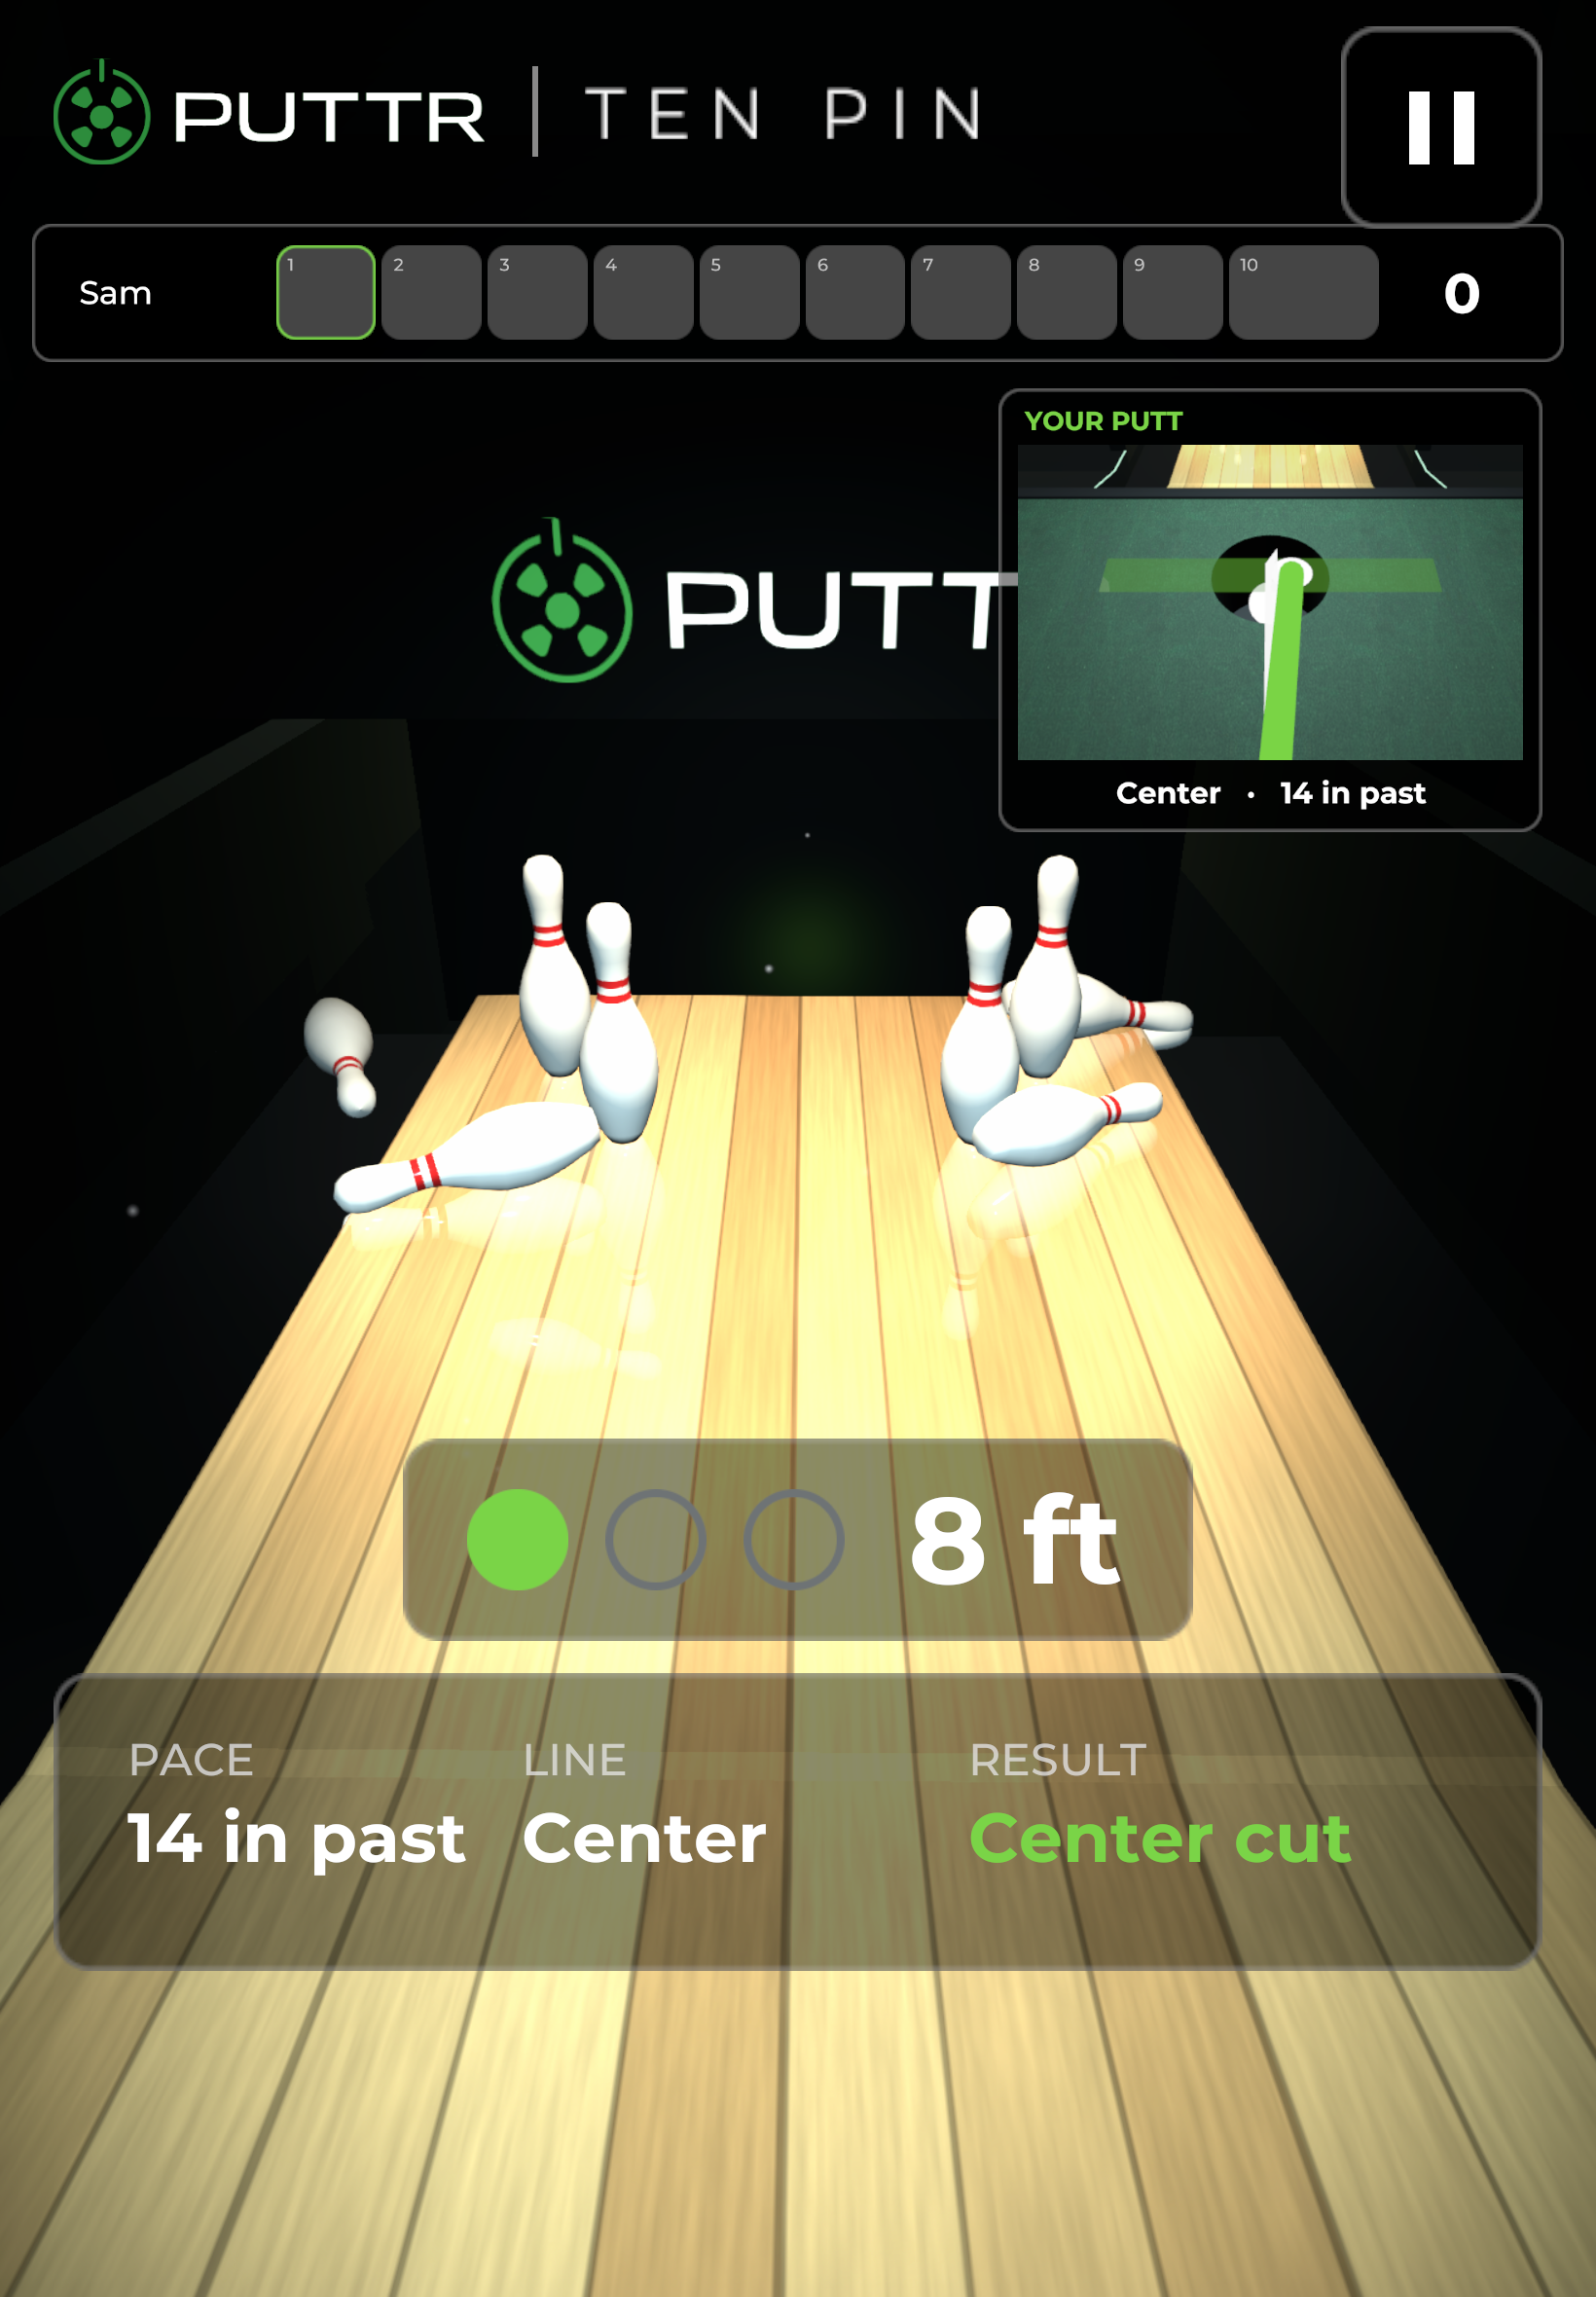 PUTTR | TEN PIN
Sam 1 2 3 4 5 6 7 8 9 10 0
YOUR PUTT
PUTT
Center · 14 in past
8 ft
PACE LINE RESULT
14 in past Center Center cut